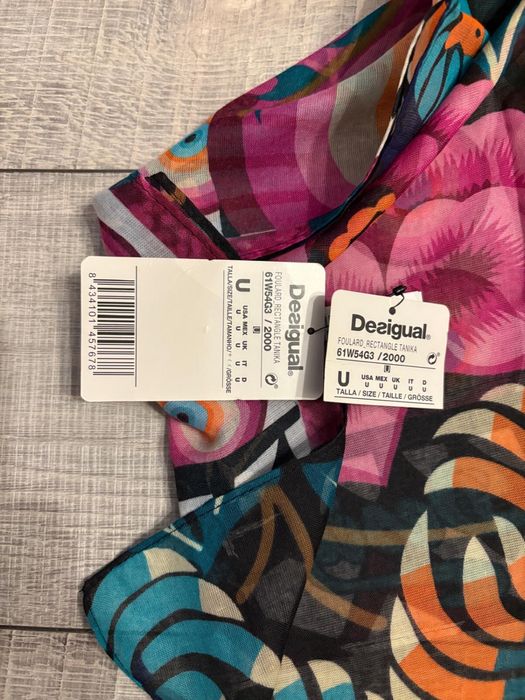 Desigual®
FOULARD_RECTANGLE TANIKA
61W54G3 / 2000
U
USA MEX UK IT D
U U U U U
TALLA/SIZE/TAILLE/TAMANHO/
/GRÖSSE
8 434101 457678
Desigual®
FOULARD_RECTANGLE TANIKA
61W54G3 / 2000
U
U
USA MEX UK IT D
U U U U U
TALLA / SIZE / TAILLE / GRÖSSE